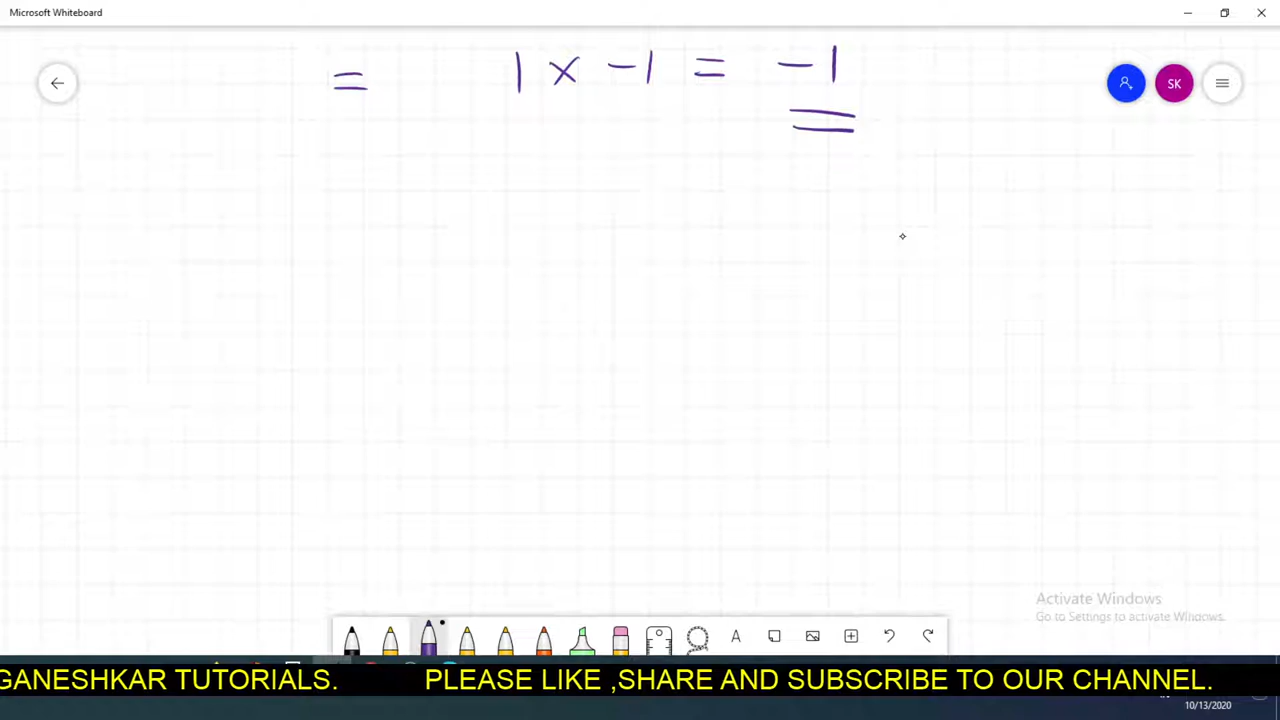 Microsoft Whiteboard
= 1 × -1 = -1
SK
Activate Windows
Go to Settings to activate Windows.
A
GANESHKAR TUTORIALS. PLEASE LIKE ,SHARE AND SUBSCRIBE TO OUR CHANNEL.
10/13/2020